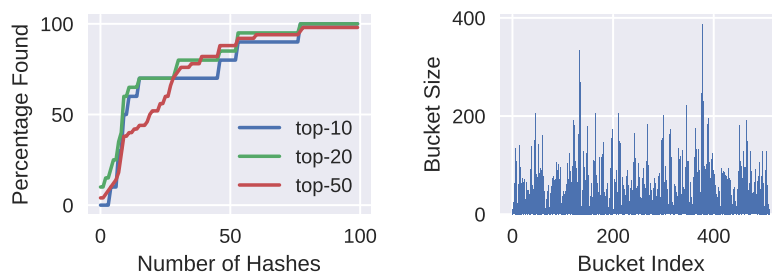 Percentage Found
100
50
0
top-10
top-20
top-50
0
50
100
Number of Hashes
Bucket Size
400
200
0
0
200
400
Bucket Index